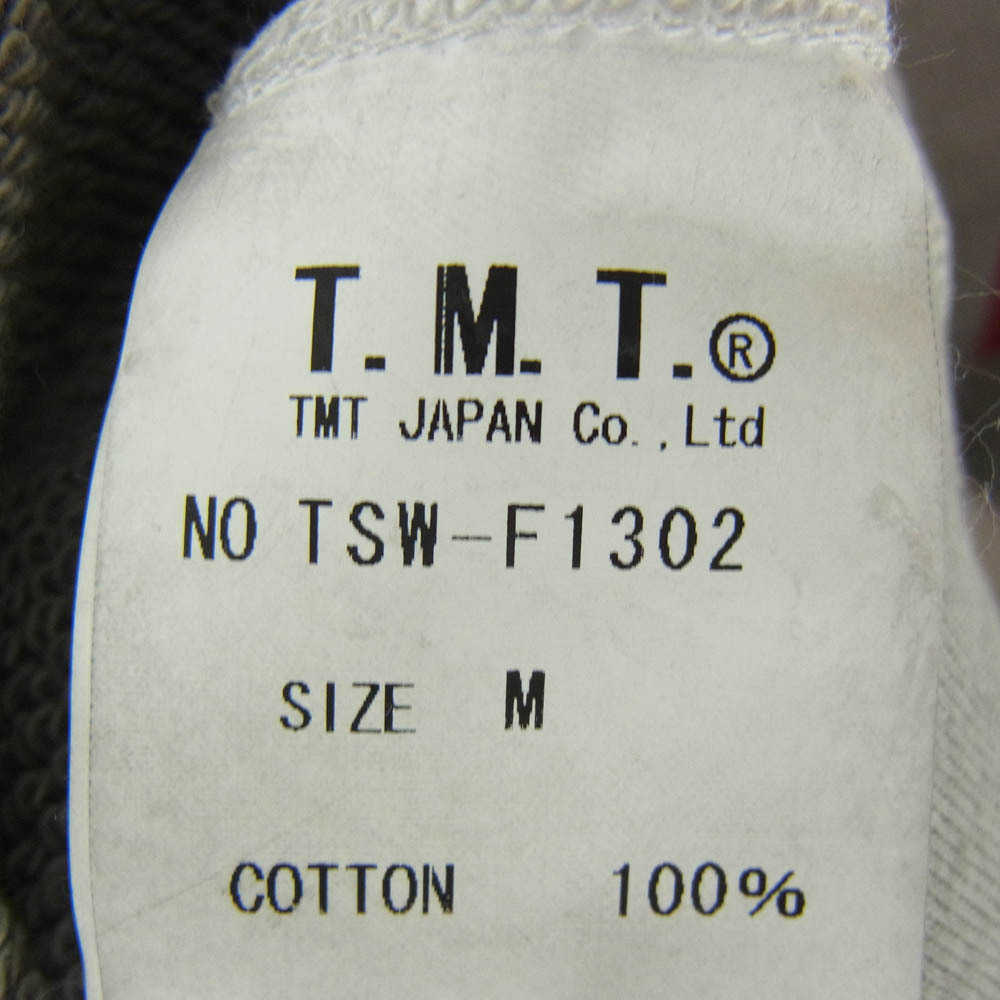 T.M.T.®
TMT JAPAN Co.,Ltd
NO TSW-F1302
SIZE M
COTTON 100%